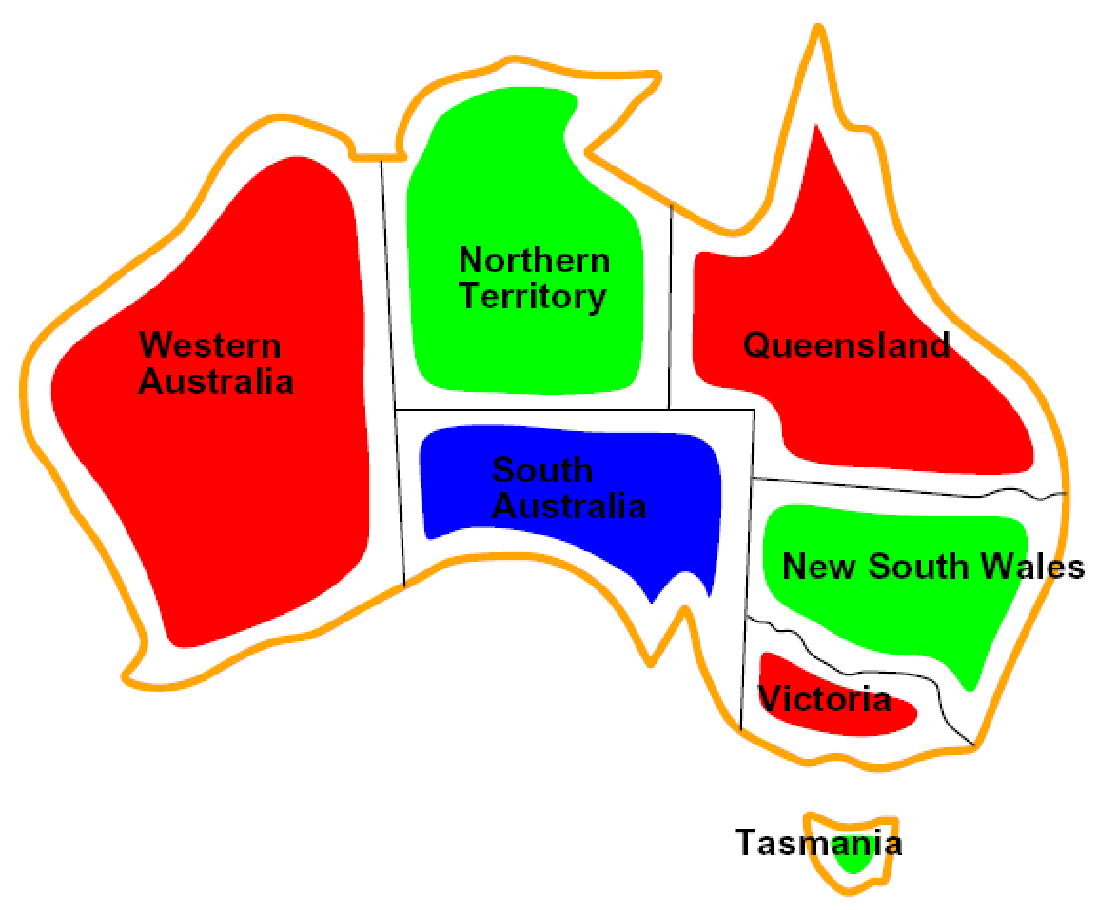 Northern
Territory
Western
Australia
Queensland
South
Australia
New South Wales
Victoria
Tasmania